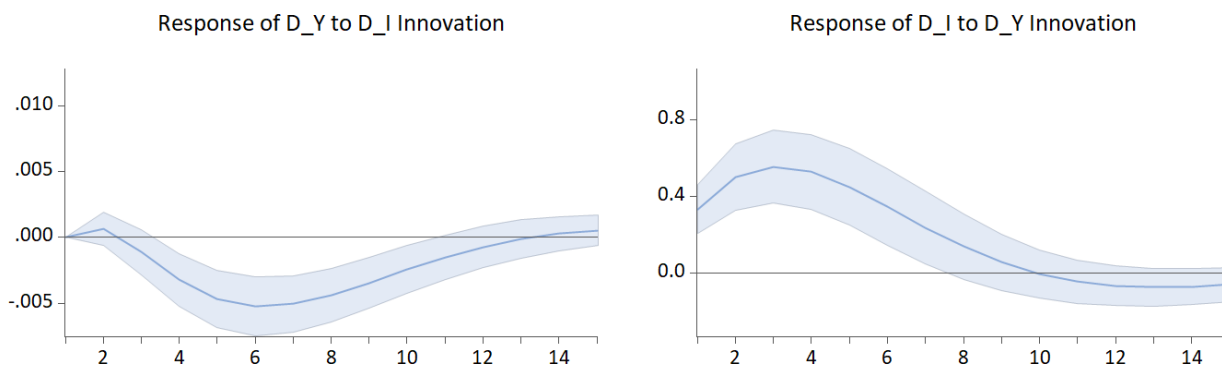 Response of D_Y to D_I Innovation
.010
.005
.000
-.005
2 4 6 8 10 12 14
Response of D_I to D_Y Innovation
0.8
0.4
0.0
2 4 6 8 10 12 14